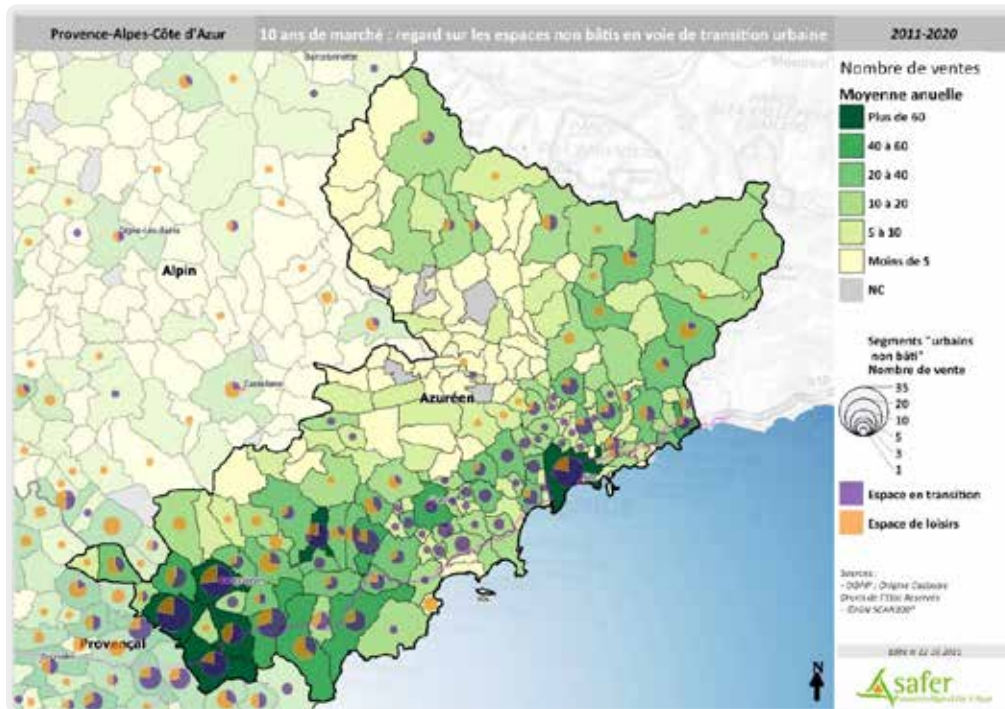 Provence-Alpes-Côte d'Azur
10 ans de marché : regard sur les espaces non bâtis en voie de transition urbaine
2011-2020
Nombre de ventes
Moyenne anuelle
Plus de 60
40 à 60
20 à 40
10 à 20
5 à 10
Moins de 5
NC
Segments "urbains
non bâti"
Nombre de vente
35
20
10
5
3
1
Espace en transition
Espace de loisirs
Sources :
Alpin
Castellane
Azuréen
Provençal
N
safer